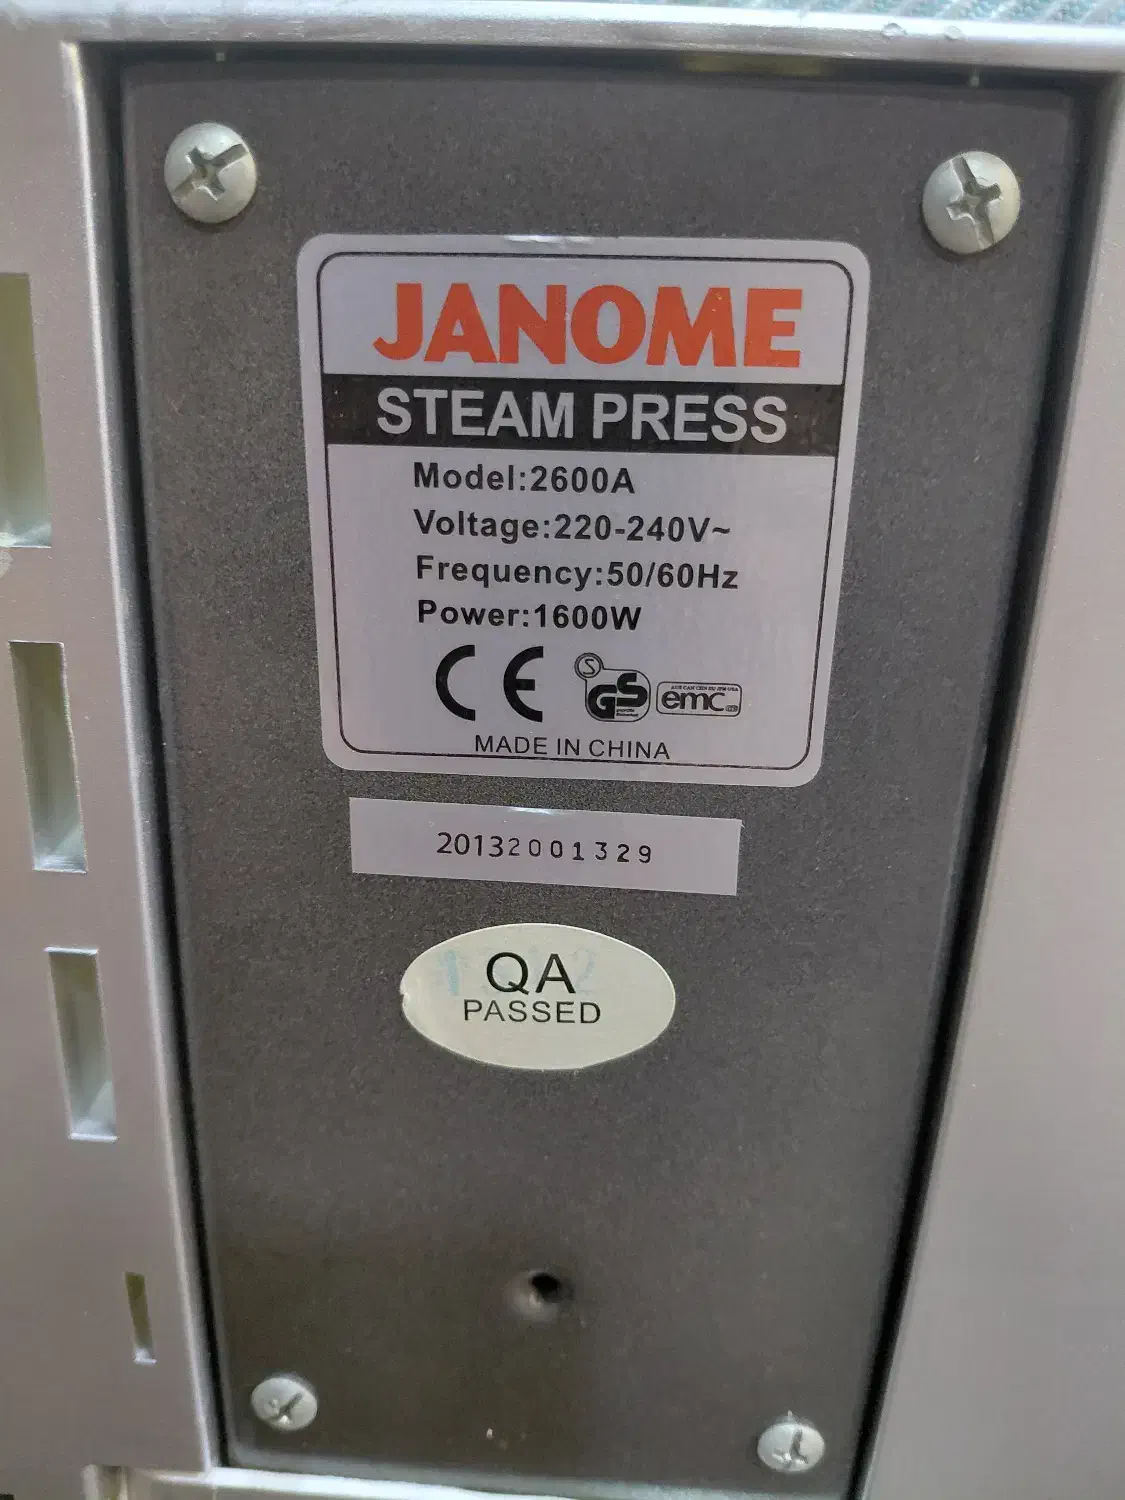 JANOME
STEAM PRESS
Model:2600A
Voltage:220-240V~
Frequency:50/60Hz
Power:1600W
CE S GS emc
MADE IN CHINA
20132001329
QA
PASSED